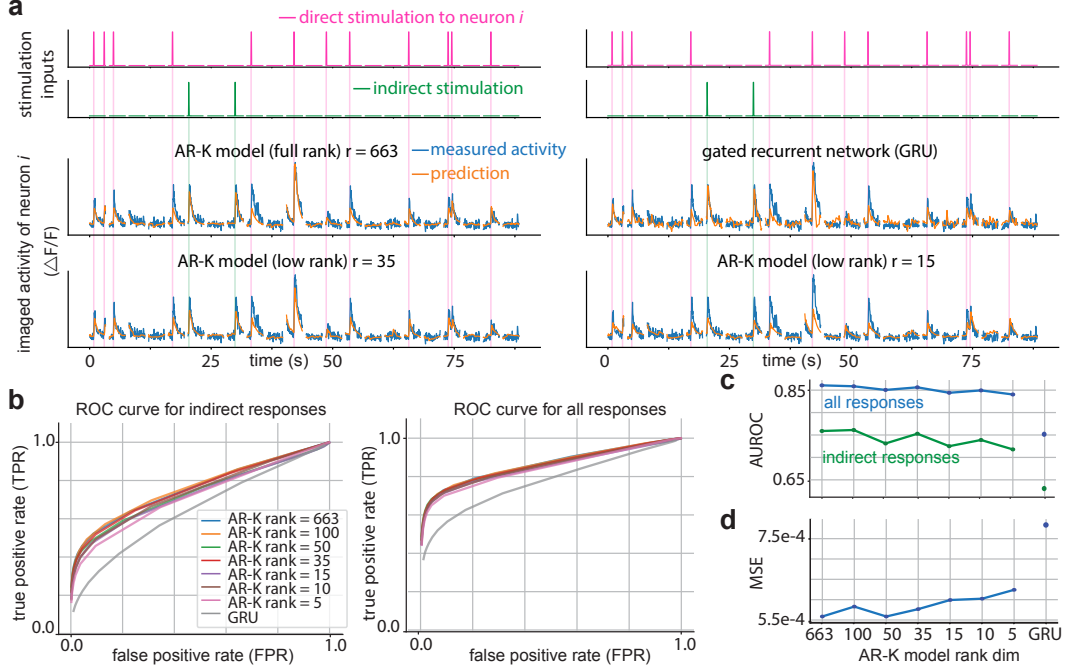 a
direct stimulation to neuron i
stimulation
inputs
indirect stimulation
AR-K model (full rank) r = 663
measured activity
prediction
gated recurrent network (GRU)
imaged activity of neuron i
(△F/F)
AR-K model (low rank) r = 35
AR-K model (low rank) r = 15
0 25 50 75
time (s)
0 25 50 75
time (s)
b
ROC curve for indirect responses
true positive rate (TPR)
1.0
0.0
AR-K rank = 663
AR-K rank = 100
AR-K rank = 50
AR-K rank = 35
AR-K rank = 15
AR-K rank = 10
AR-K rank = 5
GRU
0.0 1.0
false positive rate (FPR)
ROC curve for all responses
true positive rate (TPR)
1.0
0.0
0.0 1.0
false positive rate (FPR)
c
AUROC
0.85
0.65
all responses
indirect responses
d
MSE
7.5e-4
5.5e-4
663 100 50 35 15 10 5 GRU
AR-K model rank dim